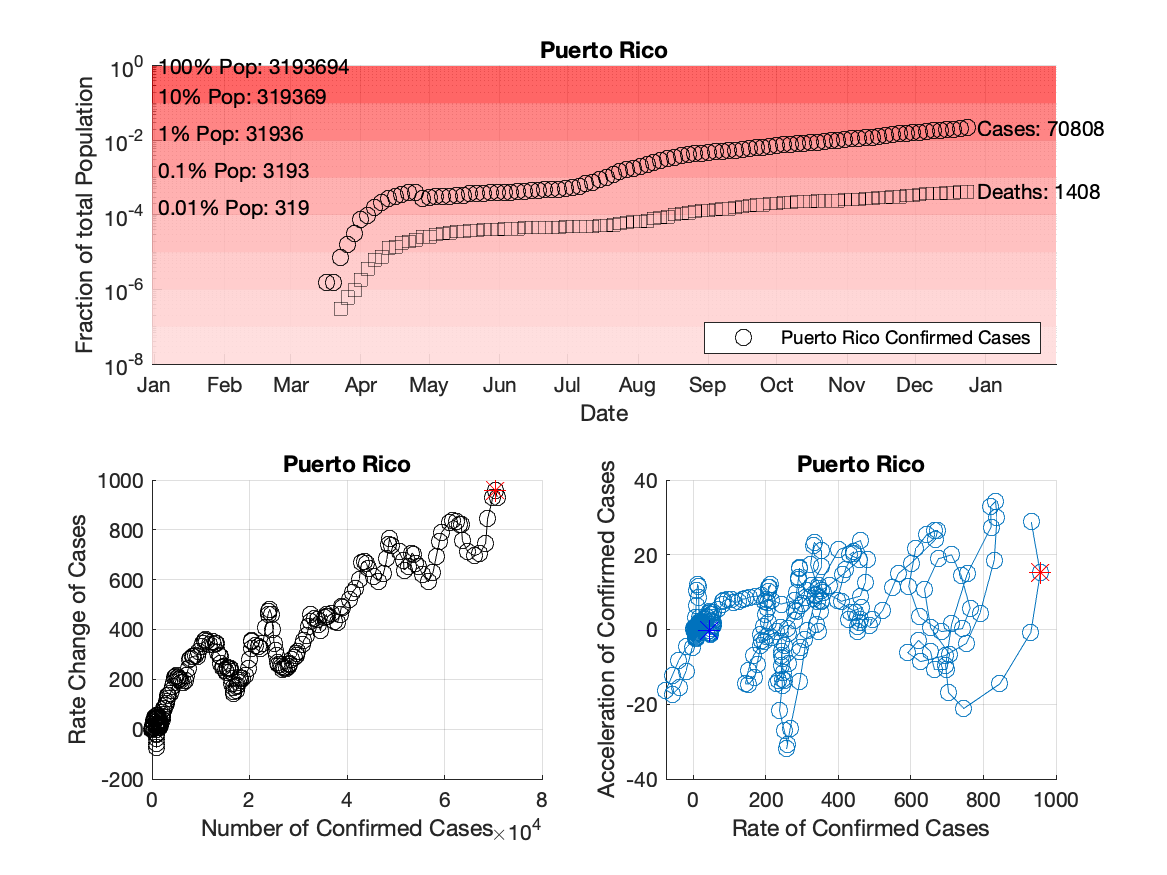 Puerto Rico
Fraction of total Population
10^0
10^-2
10^-4
10^-6
10^-8
100% Pop: 3193694
10% Pop: 319369
1% Pop: 31936
0.1% Pop: 3193
0.01% Pop: 319
Cases: 70808
Deaths: 1408
Puerto Rico Confirmed Cases
Jan Feb Mar Apr May Jun Jul Aug Sep Oct Nov Dec Jan
Date
Puerto Rico
Rate Change of Cases
1000
800
600
400
200
0
-200
0 2 4 6 8
Number of Confirmed Cases ×10^4
Puerto Rico
Acceleration of Confirmed Cases
40
20
0
-20
-40
0 200 400 600 800 1000
Rate of Confirmed Cases